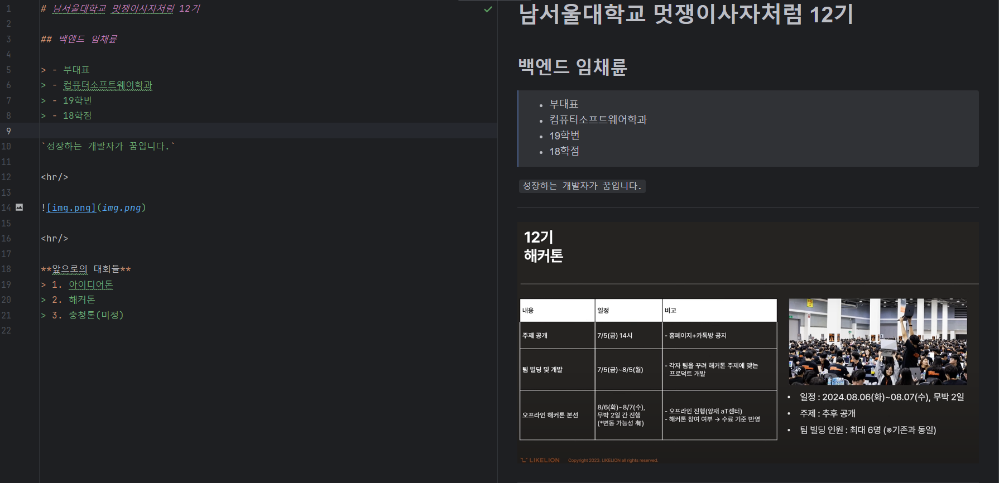 1 # 남서울대학교 멋쟁이사자처럼 12기
2
3 ## 백엔드 임채륜
4
5 > - 부대표
6 > - 컴퓨터소프트웨어학과
7 > - 19학번
8 > - 18학점
9
10 `성장하는 개발자가 꿈입니다.`
11
12 <hr/>
13
14 ![img.png](img.png)
15
16 <hr/>
17
18 **앞으로의 대회들**
19 > 1. 아이디어톤
20 > 2. 해커톤
21 > 3. 충청톤(미정)
22
남서울대학교 멋쟁이사자처럼 12기
백엔드 임채륜
• 부대표
• 컴퓨터소프트웨어학과
• 19학번
• 18학점
성장하는 개발자가 꿈입니다.
12기
해커톤
내용 일정 비고
주제 공개 7/5(금) 14시 - 홈페이지+카톡방 공지
팀 빌딩 및 개발 7/5(금)~8/5(월) - 각자 팀을 꾸려 해커톤 주제에 맞는
프로덕트 개발
오프라인 해커톤 본선 8/6(화)~8/7(수),
무박 2일 간 진행
(*변동 가능성 有)
- 오프라인 진행(양재 aT센터)
- 해커톤 참여 여부 → 수료 기준 반영
• 일정 : 2024.08.06(화)~08.07(수), 무박 2일
• 주제 : 추후 공개
• 팀 빌딩 인원 : 최대 6명 (※기존과 동일)
LIKELION Copyright 2023. LIKELION all rights reserved.